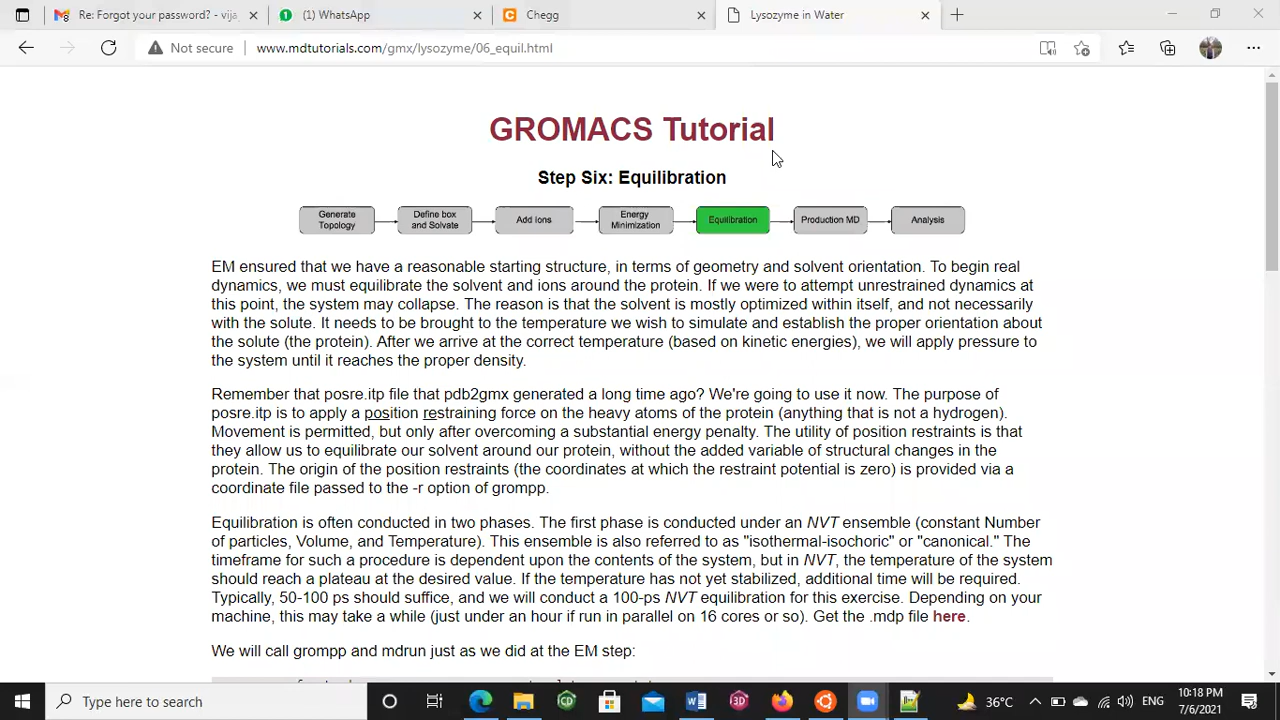 Re: Forgot your password? - vija
(1) WhatsApp
Chegg
Lysozyme in Water
Not secure
www.mdtutorials.com/gmx/lysozyme/06_equil.html
GROMACS Tutorial
Step Six: Equilibration
Generate Topology
Define box and Solvate
Add Ions
Energy Minimization
Equilibration
Production MD
Analysis
EM ensured that we have a reasonable starting structure, in terms of geometry and solvent orientation. To begin real
dynamics, we must equilibrate the solvent and ions around the protein. If we were to attempt unrestrained dynamics at
this point, the system may collapse. The reason is that the solvent is mostly optimized within itself, and not necessarily
with the solute. It needs to be brought to the temperature we wish to simulate and establish the proper orientation about
the solute (the protein). After we arrive at the correct temperature (based on kinetic energies), we will apply pressure to
the system until it reaches the proper density.
Remember that posre.itp file that pdb2gmx generated a long time ago? We're going to use it now. The purpose of
posre.itp is to apply a position restraining force on the heavy atoms of the protein (anything that is not a hydrogen).
Movement is permitted, but only after overcoming a substantial energy penalty. The utility of position restraints is that
they allow us to equilibrate our solvent around our protein, without the added variable of structural changes in the
protein. The origin of the position restraints (the coordinates at which the restraint potential is zero) is provided via a
coordinate file passed to the -r option of grompp.
Equilibration is often conducted in two phases. The first phase is conducted under an NVT ensemble (constant Number
of particles, Volume, and Temperature). This ensemble is also referred to as "isothermal-isochoric" or "canonical." The
timeframe for such a procedure is dependent upon the contents of the system, but in NVT, the temperature of the system
should reach a plateau at the desired value. If the temperature has not yet stabilized, additional time will be required.
Typically, 50-100 ps should suffice, and we will conduct a 100-ps NVT equilibration for this exercise. Depending on your
machine, this may take a while (just under an hour if run in parallel on 16 cores or so). Get the .mdp file here.
We will call grompp and mdrun just as we did at the EM step:
Type here to search
36°C
ENG
10:18 PM
7/6/2021